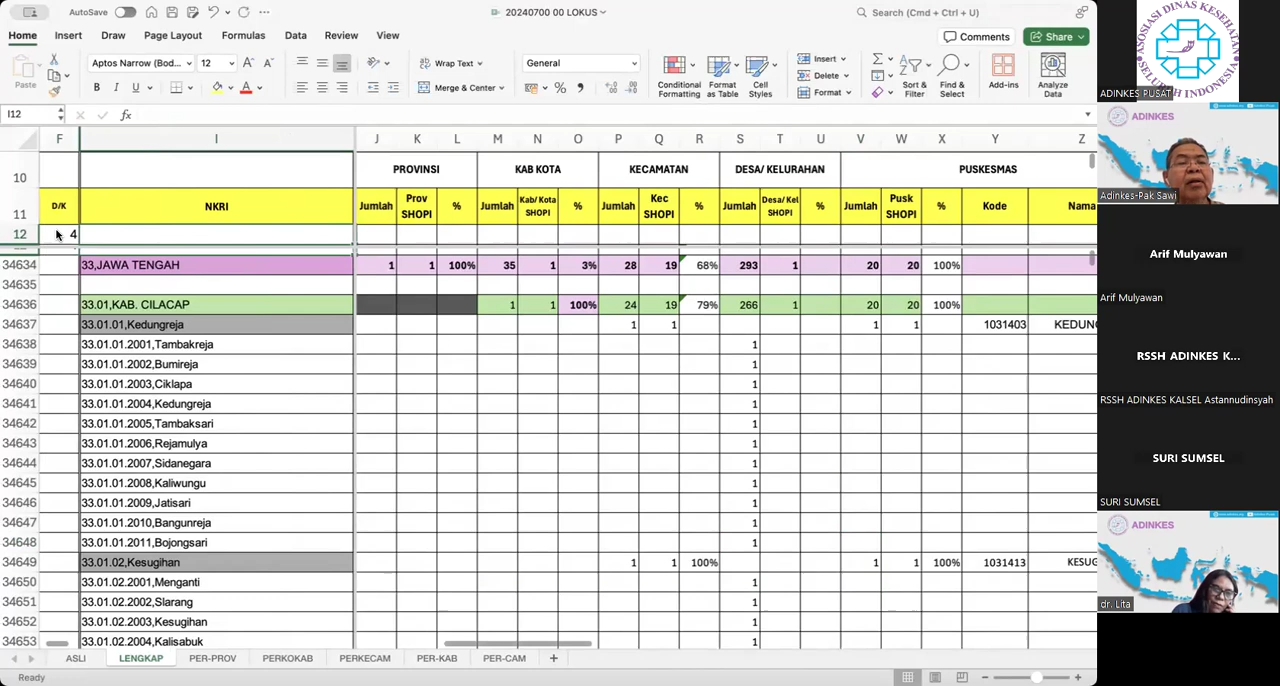 AutoSave
20240700 00 LOKUS
Search (Cmd + Ctrl + U)
Home Insert Draw Page Layout Formulas Data Review View
Comments Share
Paste
Aptos Narrow (Bod... 12 A A
B I U A
Wrap Text
Merge & Center
General
%
Conditional Formatting
Format as Table
Cell Styles
Insert
Delete
Format
Sort & Filter
Find & Select
Add-ins
Analyze Data
I12 fx
F I J K L M N O P Q R S T U V W X Y Z
10 PROVINSI KAB KOTA KECAMATAN DESA/ KELURAHAN PUSKESMAS
11 D/K NKRI Jumlah Prov SHOPI % Jumlah Kab/ Kota SHOPI % Jumlah Kec SHOPI % Jumlah Desa/ Kel SHOPI % Jumlah Pusk SHOPI % Kode Nama
12 4
34634 33,JAWA TENGAH 1 1 100% 35 1 3% 28 19 68% 293 1 20 20 100%
34635
34636 33.01,KAB. CILACAP 1 1 100% 24 19 79% 266 1 20 20 100%
34637 33.01.01,Kedungreja 1 1 1 1 1031403 KEDUN
34638 33.01.01.2001,Tambakreja 1
34639 33.01.01.2002,Bumireja 1
34640 33.01.01.2003,Ciklapa 1
34641 33.01.01.2004,Kedungreja 1
34642 33.01.01.2005,Tambaksari 1
34643 33.01.01.2006,Rejamulya 1
34644 33.01.01.2007,Sidanegara 1
34645 33.01.01.2008,Kaliwungu 1
34646 33.01.01.2009,Jatisari 1
34647 33.01.01.2010,Bangunreja 1
34648 33.01.01.2011,Bojongsari 1
34649 33.01.02,Kesugihan 1 1 100% 1 1 100% 1031413 KESUG
34650 33.01.02.2001,Menganti 1
34651 33.01.02.2002,Slarang 1
34652 33.01.02.2003,Kesugihan 1
34653 33.01.02.2004,Kalisabuk 1
ASLI LENGKAP PER-PROV PERKOKAB PERKECAM PER-KAB PER-CAM +
Ready
ASOSIASI DINAS KESEHATAN
SELURUH INDONESIA
ADINKES PUSAT
ADINKES
Adinkes-Pak Sawi
Arif Mulyawan
Arif Mulyawan
RSSH ADINKES K...
RSSH ADINKES KALSEL Astannudinsyah
SURI SUMSEL
SURI SUMSEL
ADINKES
dr. Lita